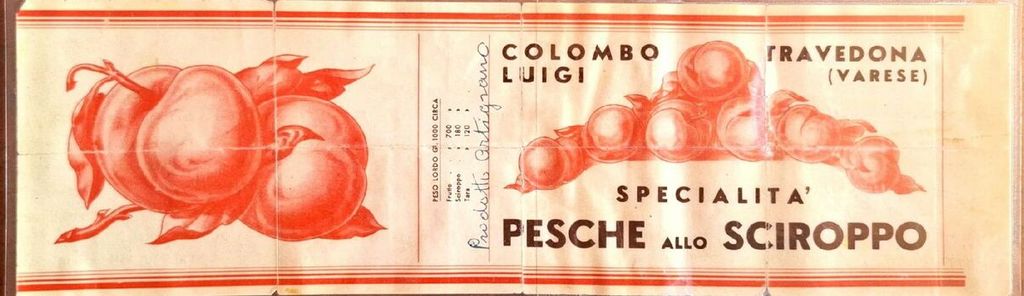 PESO LORDO GR. 1000 CIRCA
Frutto . . » 700 »
Sciroppo » 180 »
Tara . . » 120 »
Prodotto Artigiano
COLOMBO
LUIGI
TRAVEDONA
(VARESE)
SPECIALITA'
PESCHE ALLO SCIROPPO